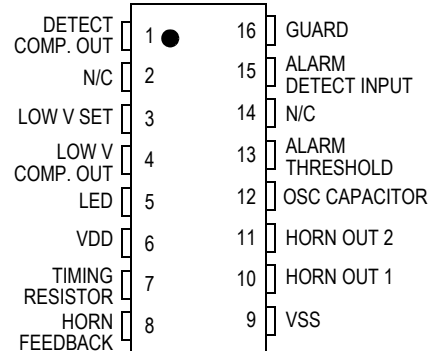 DETECT
COMP. OUT
1
16
GUARD
N/C
2
15
ALARM
DETECT INPUT
LOW V SET
3
14
N/C
LOW V
COMP. OUT
4
13
ALARM
THRESHOLD
LED
5
12
OSC CAPACITOR
VDD
6
11
HORN OUT 2
TIMING
RESISTOR
7
10
HORN OUT 1
HORN
FEEDBACK
8
9
VSS